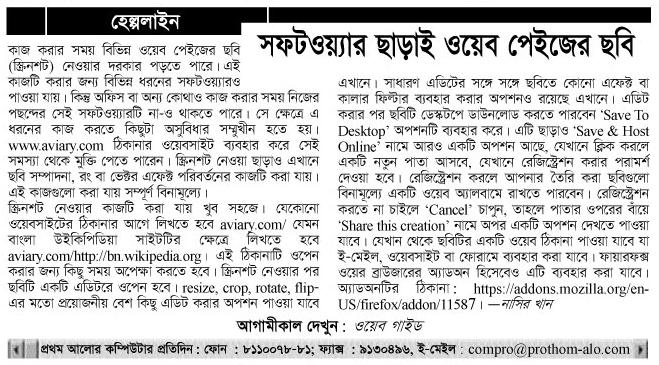 হেল্পলাইন
সফটওয়্যার ছাড়াই ওয়েব পেইজের ছবি
কাজ করার সময় বিভিন্ন ওয়েব পেইজের ছবি
(স্ক্রিনশট) নেওয়ার দরকার পড়তে পারে। এই
কাজটি করার জন্য বিভিন্ন ধরনের সফটওয়্যারও
পাওয়া যায়। কিন্তু অফিস বা অন্য কোথাও কাজ করার সময় নিজের
পছন্দের সেই সফটওয়্যারটি না-ও থাকতে পারে। সে ক্ষেত্রে এ
ধরনের কাজ করতে কিছুটা অসুবিধার সম্মুখীন হতে হয়।
www.aviary.com ঠিকানার ওয়েবসাইট ব্যবহার করে সেই
সমস্যা থেকে মুক্তি পেতে পারেন। স্ক্রিনশট নেওয়া ছাড়াও এখানে
ছবি সম্পাদনা, রং বা ভেক্টর এফেক্ট পরিবর্তনের কাজটি করা যায়।
এই কাজগুলো করা যায় সম্পূর্ণ বিনামূল্যে।
স্ক্রিনশট নেওয়ার কাজটি করা যায় খুব সহজে। যেকোনো
ওয়েবসাইটের ঠিকানার আগে লিখতে হবে aviary.com/ যেমন
বাংলা উইকিপিডিয়া সাইটটির ক্ষেত্রে লিখতে হবে
aviary.com/http://bn.wikipedia.org। এই ঠিকানাটি ওপেন
করার জন্য কিছু সময় অপেক্ষা করতে হবে। স্ক্রিনশট নেওয়ার পর
ছবিটি একটি এডিটরে ওপেন হবে। resize, crop, rotate, flip-
এর মতো প্রয়োজনীয় বেশ কিছু এডিট করার অপশন পাওয়া যাবে
এখানে। সাধারণ এডিটের সঙ্গে সঙ্গে ছবিতে কোনো এফেক্ট বা
কালার ফিল্টার ব্যবহার করার অপশনও রয়েছে এখানে। এডিট
করার পর ছবিটি ডেস্কটপে ডাউনলোড করতে পারবেন 'Save To
Desktop' অপশনটি ব্যবহার করে। এটি ছাড়াও 'Save & Host
Online' নামে আরও একটি অপশন আছে, যেখানে ক্লিক করলে
একটি নতুন পাতা আসবে, যেখানে রেজিস্ট্রেশন করার পরামর্শ
দেওয়া হবে। রেজিস্ট্রেশন করলে আপনার তৈরি করা ছবিগুলো
বিনামূল্যে একটি ওয়েব অ্যালবামে রাখতে পারবেন। রেজিস্ট্রেশন
করতে না চাইলে 'Cancel' চাপুন, তাহলে পাতার ওপরের বাঁয়ে
'Share this creation' নামে অপর একটি অপশন দেখতে পাওয়া
যাবে। যেখান থেকে ছবিটির একটি ওয়েব ঠিকানা পাওয়া যাবে যা
ই-মেইল, ওয়েবসাইট বা ফোরামে ব্যবহার করা যাবে। ফায়ারফক্স
ওয়েব ব্রাউজারের অ্যাডঅন হিসেবেও এটি ব্যবহার করা যাবে।
অ্যাডঅনটির ঠিকানা: https://addons.mozilla.org/en-
US/firefox/addon/11587। —নাসির খান
আগামীকাল দেখুন : ওয়েব গাইড
প্রথম আলোর কম্পিউটার প্রতিদিন : ফোন : ৮১১০০৭৮-৮১; ফ্যাক্স : ৯১৩০৪৯৬, ই-মেইল : compro@prothom-alo.com